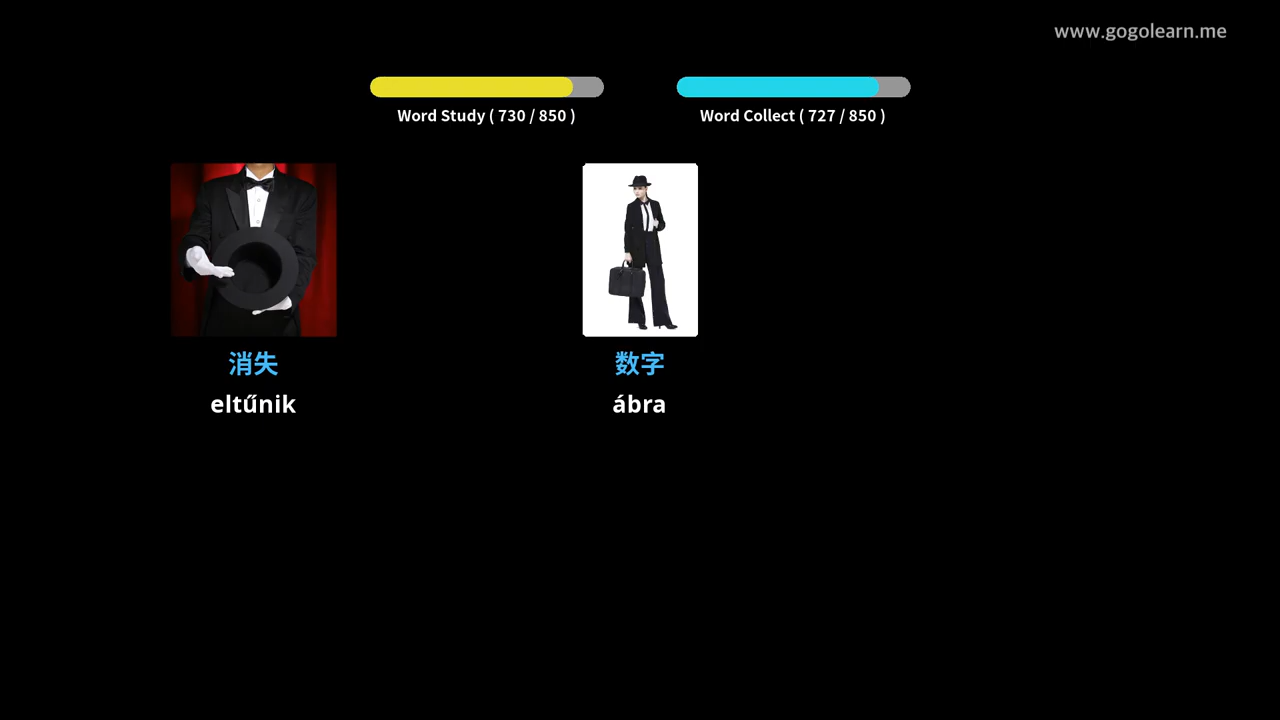 www.gogolearn.me
Word Study ( 730 / 850 )
Word Collect ( 727 / 850 )
消失
eltűnik
数字
ábra